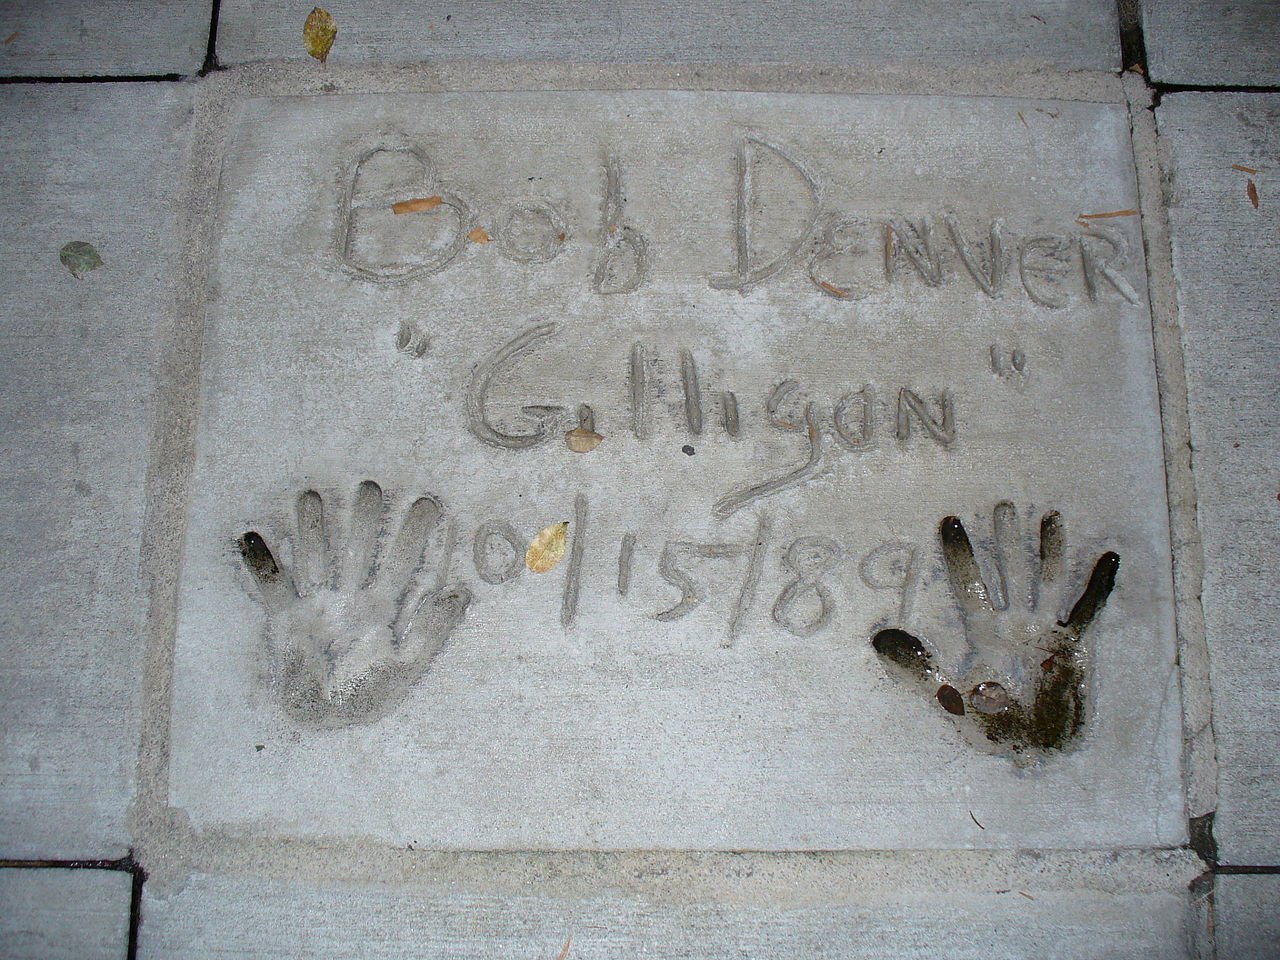 Bob DENVER
"Gilligan"
10/15/89